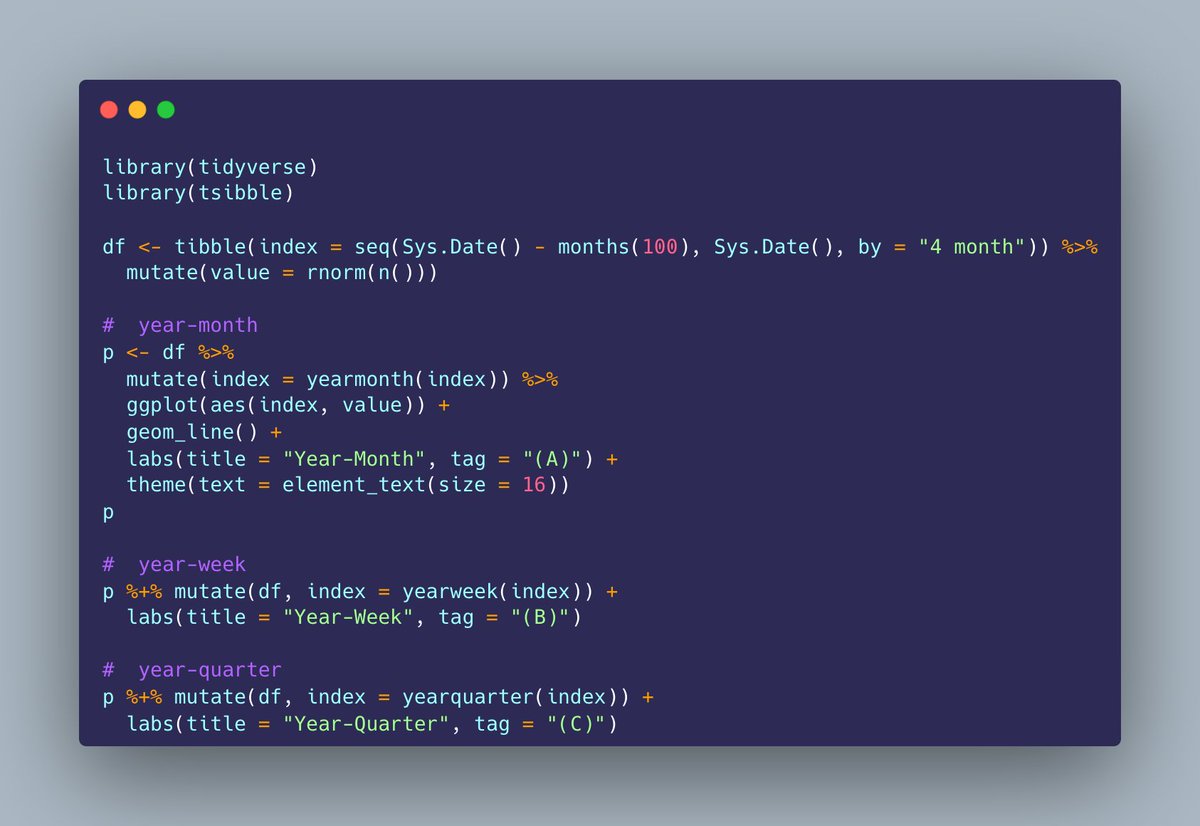 library(tidyverse)
library(tsibble)

df <- tibble(index = seq(Sys.Date() - months(100), Sys.Date(), by = "4 month")) %>%
  mutate(value = rnorm(n()))

#  year-month
p <- df %>%
  mutate(index = yearmonth(index)) %>%
  ggplot(aes(index, value)) +
  geom_line() +
  labs(title = "Year-Month", tag = "(A)") +
  theme(text = element_text(size = 16))
p

#  year-week
p %+% mutate(df, index = yearweek(index)) +
  labs(title = "Year-Week", tag = "(B)")

#  year-quarter
p %+% mutate(df, index = yearquarter(index)) +
  labs(title = "Year-Quarter", tag = "(C)")